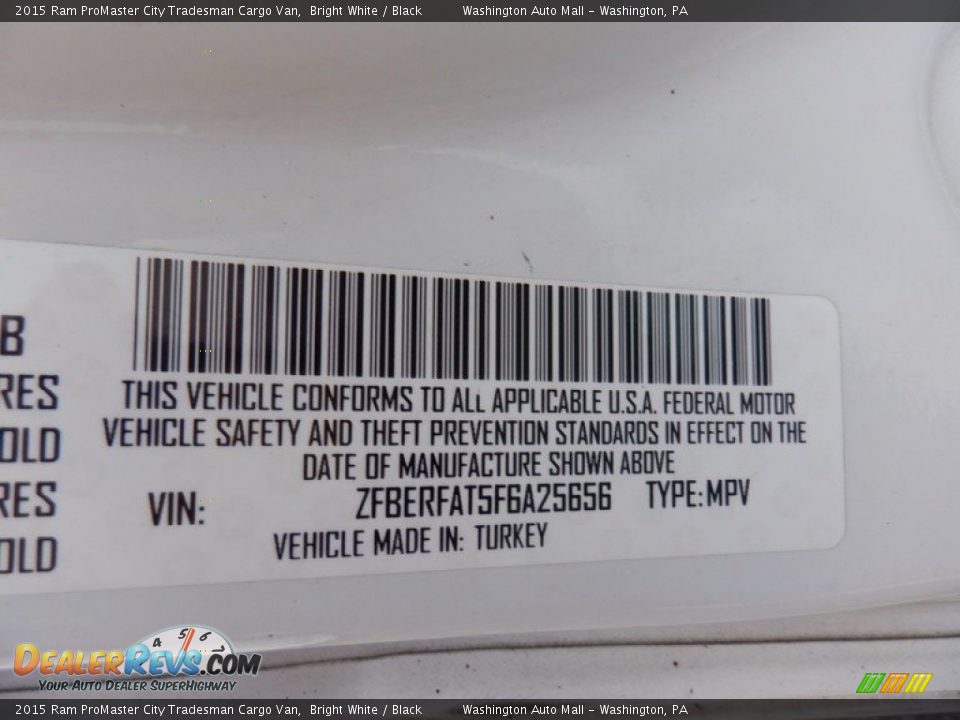 2015 Ram ProMaster City Tradesman Cargo Van, Bright White / Black Washington Auto Mall - Washington, PA
B
RES
OLD
RES
OLD
THIS VEHICLE CONFORMS TO ALL APPLICABLE U.S.A. FEDERAL MOTOR
VEHICLE SAFETY AND THEFT PREVENTION STANDARDS IN EFFECT ON THE
DATE OF MANUFACTURE SHOWN ABOVE
VIN: ZFBERFAT5F6A25656 TYPE: MPV
VEHICLE MADE IN: TURKEY
4 5 6
DEALERREVS.COM
YOUR AUTO DEALER SUPERHIGHWAY
2015 Ram ProMaster City Tradesman Cargo Van, Bright White / Black Washington Auto Mall - Washington, PA